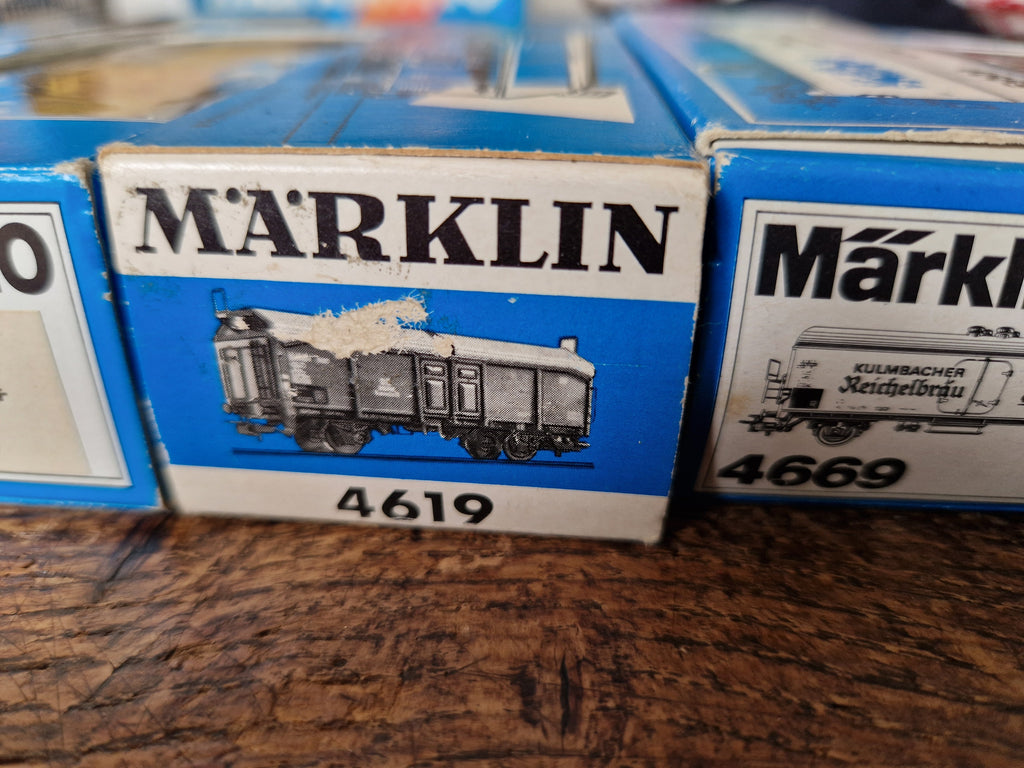 MÄRKLIN
4619
Märkl
KULMBACHER
Reichelbräu
4669